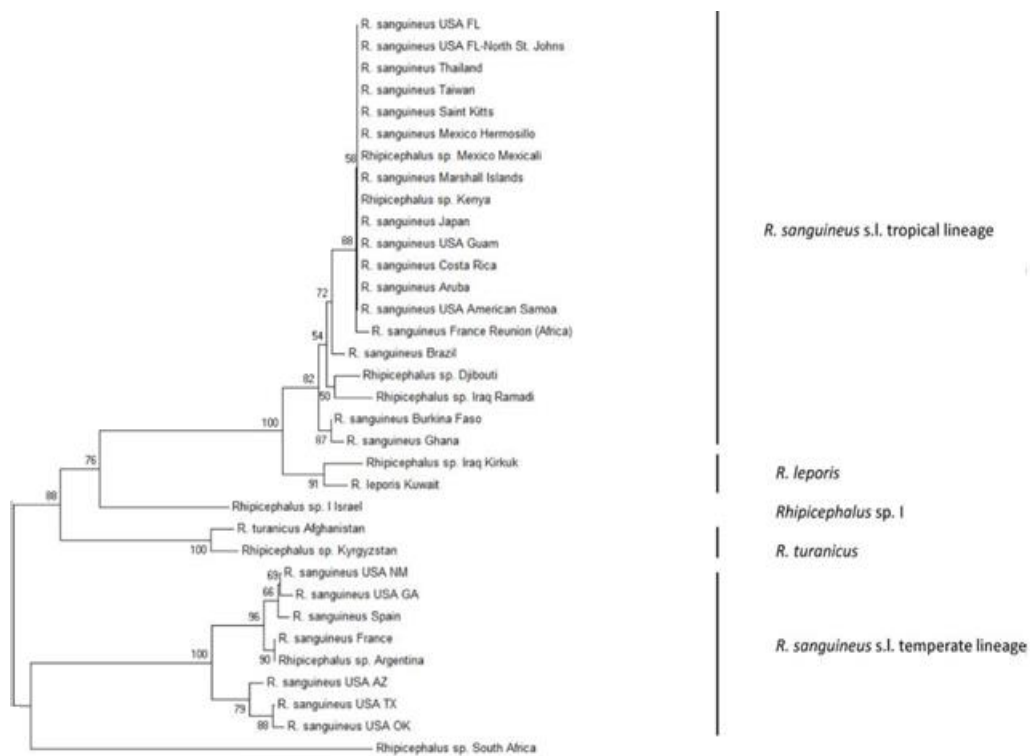 R. sanguineus USA FL
R. sanguineus USA FL-North St. Johns
R. sanguineus Thailand
R. sanguineus Taiwan
R. sanguineus Saint Kitts
R. sanguineus Mexico Hermosillo
58
Rhipicephalus sp. Mexico Mexicali
R. sanguineus Marshall Islands
Rhipicephalus sp. Kenya
R. sanguineus Japan
R. sanguineus s.l. tropical lineage
88
R. sanguineus USA Guam
R. sanguineus Costa Rica
R. sanguineus Aruba
72
R. sanguineus USA American Samoa
R. sanguineus France Reunion (Africa)
54
R. sanguineus Brazil
82
Rhipicephalus sp. Djibouti
50
Rhipicephalus sp. Iraq Ramadi
100
R. sanguineus Burkina Faso
87
R. sanguineus Ghana
76
Rhipicephalus sp. Iraq Kirkuk
R. leporis
91
R. leporis Kuwait
88
Rhipicephalus sp. I Israel
Rhipicephalus sp. I
R. turanicus Afghanistan
100
Rhipicephalus sp. Kyrgyzstan
R. turanicus
69
R. sanguineus USA NM
66
R. sanguineus USA GA
96
R. sanguineus Spain
R. sanguineus France
R. sanguineus s.l. temperate lineage
100
90
Rhipicephalus sp. Argentina
R. sanguineus USA AZ
79
R. sanguineus USA TX
88
R. sanguineus USA OK
Rhipicephalus sp. South Africa